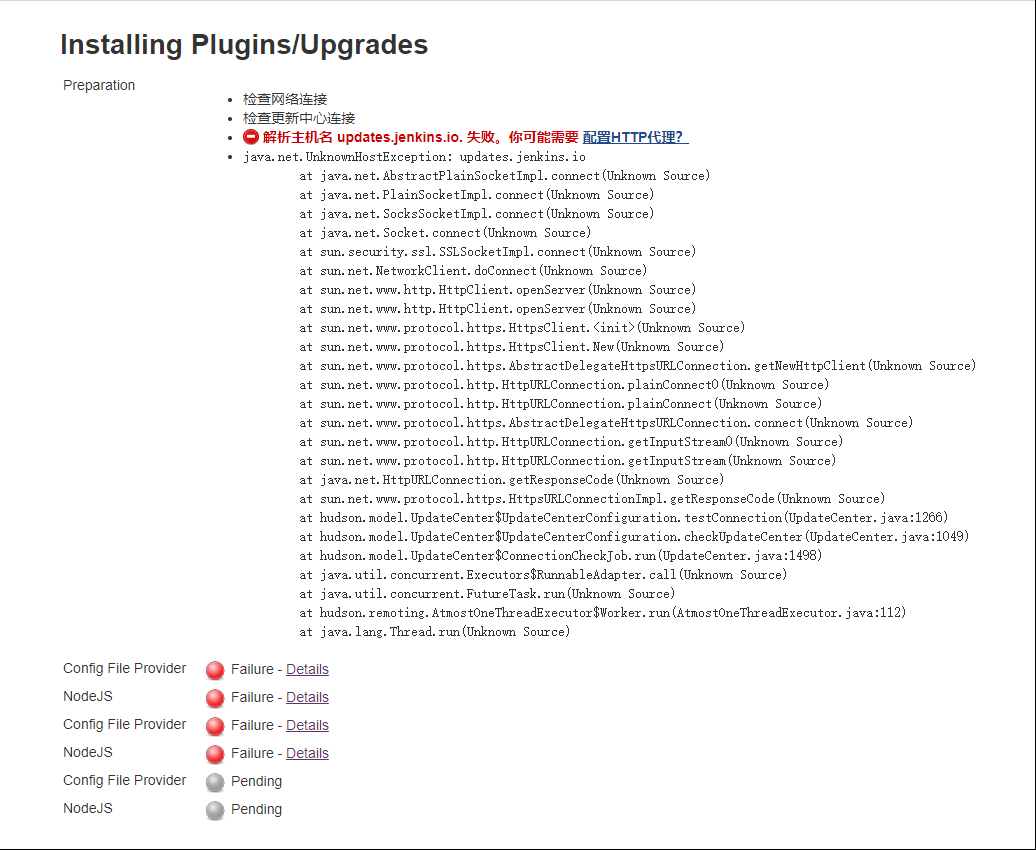 Installing Plugins/Upgrades
Preparation
检查网络连接
检查更新中心连接
解析主机名 updates.jenkins.io. 失败。你可能需要 配置HTTP代理？
java.net.UnknownHostException: updates.jenkins.io
at java.net.AbstractPlainSocketImpl.connect(Unknown Source)
at java.net.PlainSocketImpl.connect(Unknown Source)
at java.net.SocksSocketImpl.connect(Unknown Source)
at java.net.Socket.connect(Unknown Source)
at sun.security.ssl.SSLSocketImpl.connect(Unknown Source)
at sun.net.NetworkClient.doConnect(Unknown Source)
at sun.net.www.http.HttpClient.openServer(Unknown Source)
at sun.net.www.http.HttpClient.openServer(Unknown Source)
at sun.net.www.protocol.https.HttpsClient.<init>(Unknown Source)
at sun.net.www.protocol.https.HttpsClient.New(Unknown Source)
at sun.net.www.protocol.https.AbstractDelegateHttpsURLConnection.getNewHttpClient(Unknown Source)
at sun.net.www.protocol.http.HttpURLConnection.plainConnect0(Unknown Source)
at sun.net.www.protocol.http.HttpURLConnection.plainConnect(Unknown Source)
at sun.net.www.protocol.https.AbstractDelegateHttpsURLConnection.connect(Unknown Source)
at sun.net.www.protocol.http.HttpURLConnection.getInputStream0(Unknown Source)
at sun.net.www.protocol.http.HttpURLConnection.getInputStream(Unknown Source)
at java.net.HttpURLConnection.getResponseCode(Unknown Source)
at sun.net.www.protocol.https.HttpsURLConnectionImpl.getResponseCode(Unknown Source)
at hudson.model.UpdateCenter$UpdateCenterConfiguration.testConnection(UpdateCenter.java:1266)
at hudson.model.UpdateCenter$UpdateCenterConfiguration.checkUpdateCenter(UpdateCenter.java:1049)
at hudson.model.UpdateCenter$ConnectionCheckJob.run(UpdateCenter.java:1498)
at java.util.concurrent.Executors$RunnableAdapter.call(Unknown Source)
at java.util.concurrent.FutureTask.run(Unknown Source)
at hudson.remoting.AtmostOneThreadExecutor$Worker.run(AtmostOneThreadExecutor.java:112)
at java.lang.Thread.run(Unknown Source)
Config File Provider Failure - Details
NodeJS Failure - Details
Config File Provider Failure - Details
NodeJS Failure - Details
Config File Provider Pending
NodeJS Pending